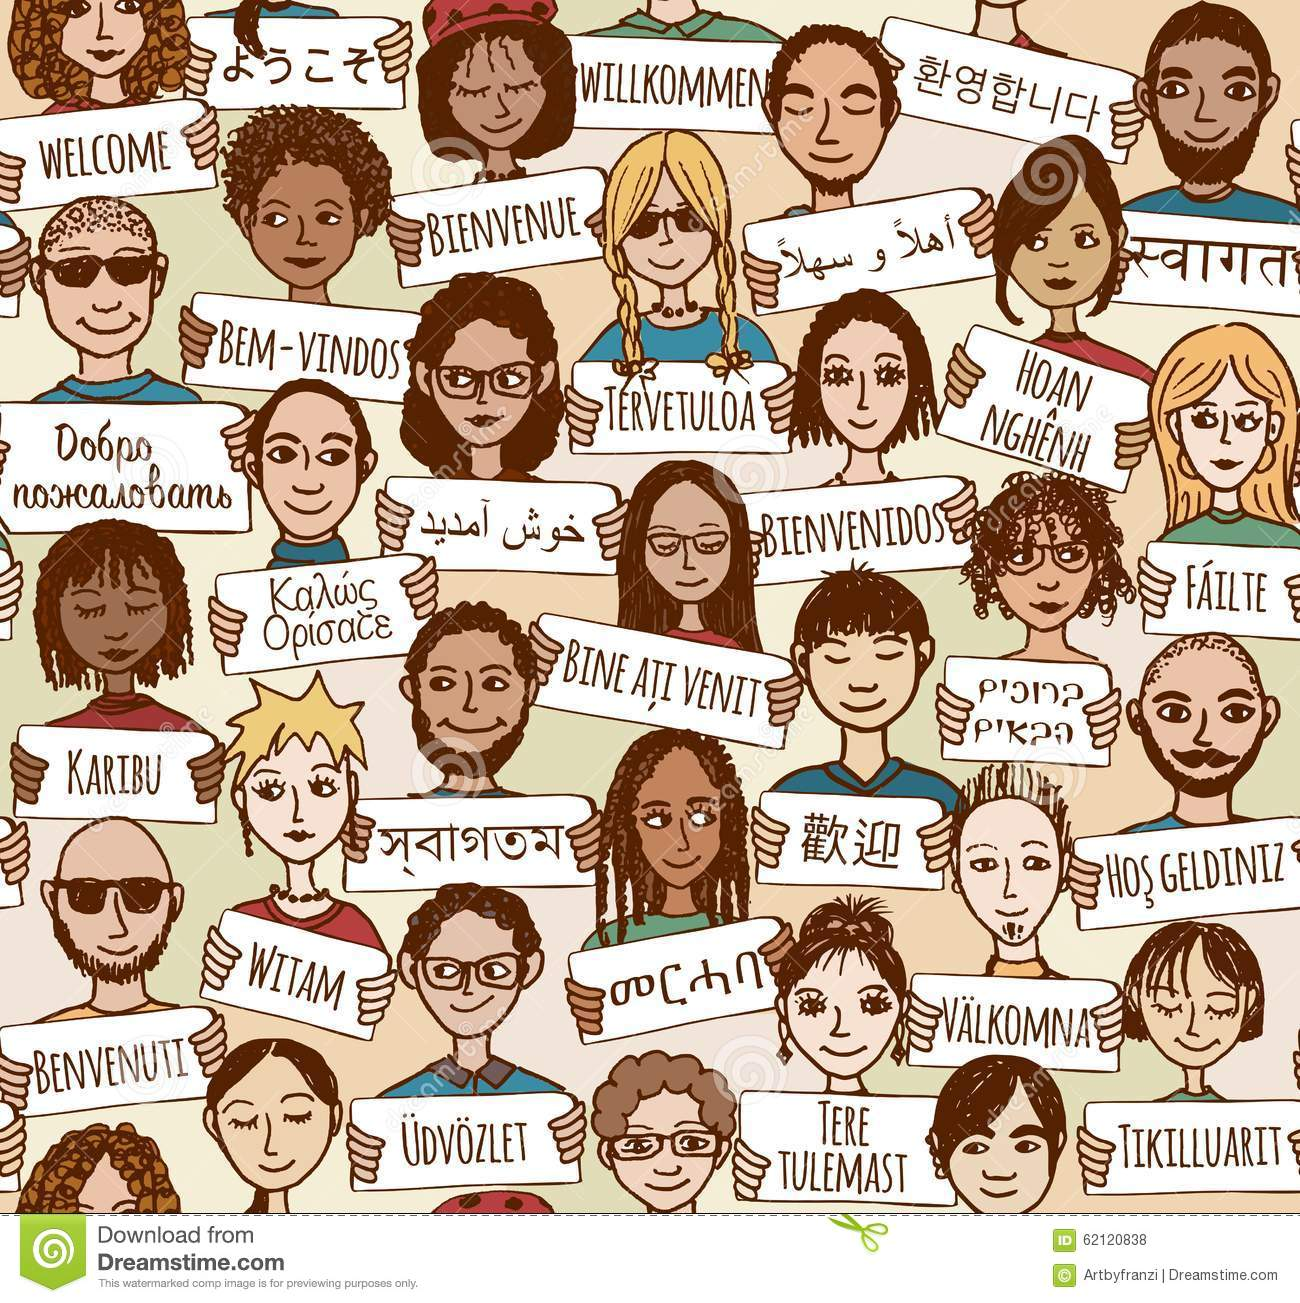 ようこそ
WILLKOMMEN
환영합니다
WELCOME
BIENVENUE
أهلاً و سهلاً
स्वागत
BEM-VINDOS
TERVETULOA
HOAN
NGHÊNH
Добро
пожаловать
خوش آمدید
BIENVENIDOS
FÁILTE
Καλώς
Ορίσατε
BINE AȚI VENIT
ברוכים
הבאים
KARIBU
স্বাগতম
歡迎
HOŞ GELDINIZ
WITAM
መርሓባ
VÄLKOMNA
BENVENUTI
ÜDVÖZLET
TERE
TULEMAST
TIKILLUARIT
Download from
Dreamstime.com
This watermarked comp image is for previewing purposes only.
ID 62120838
© Artbyfranzi | Dreamstime.com